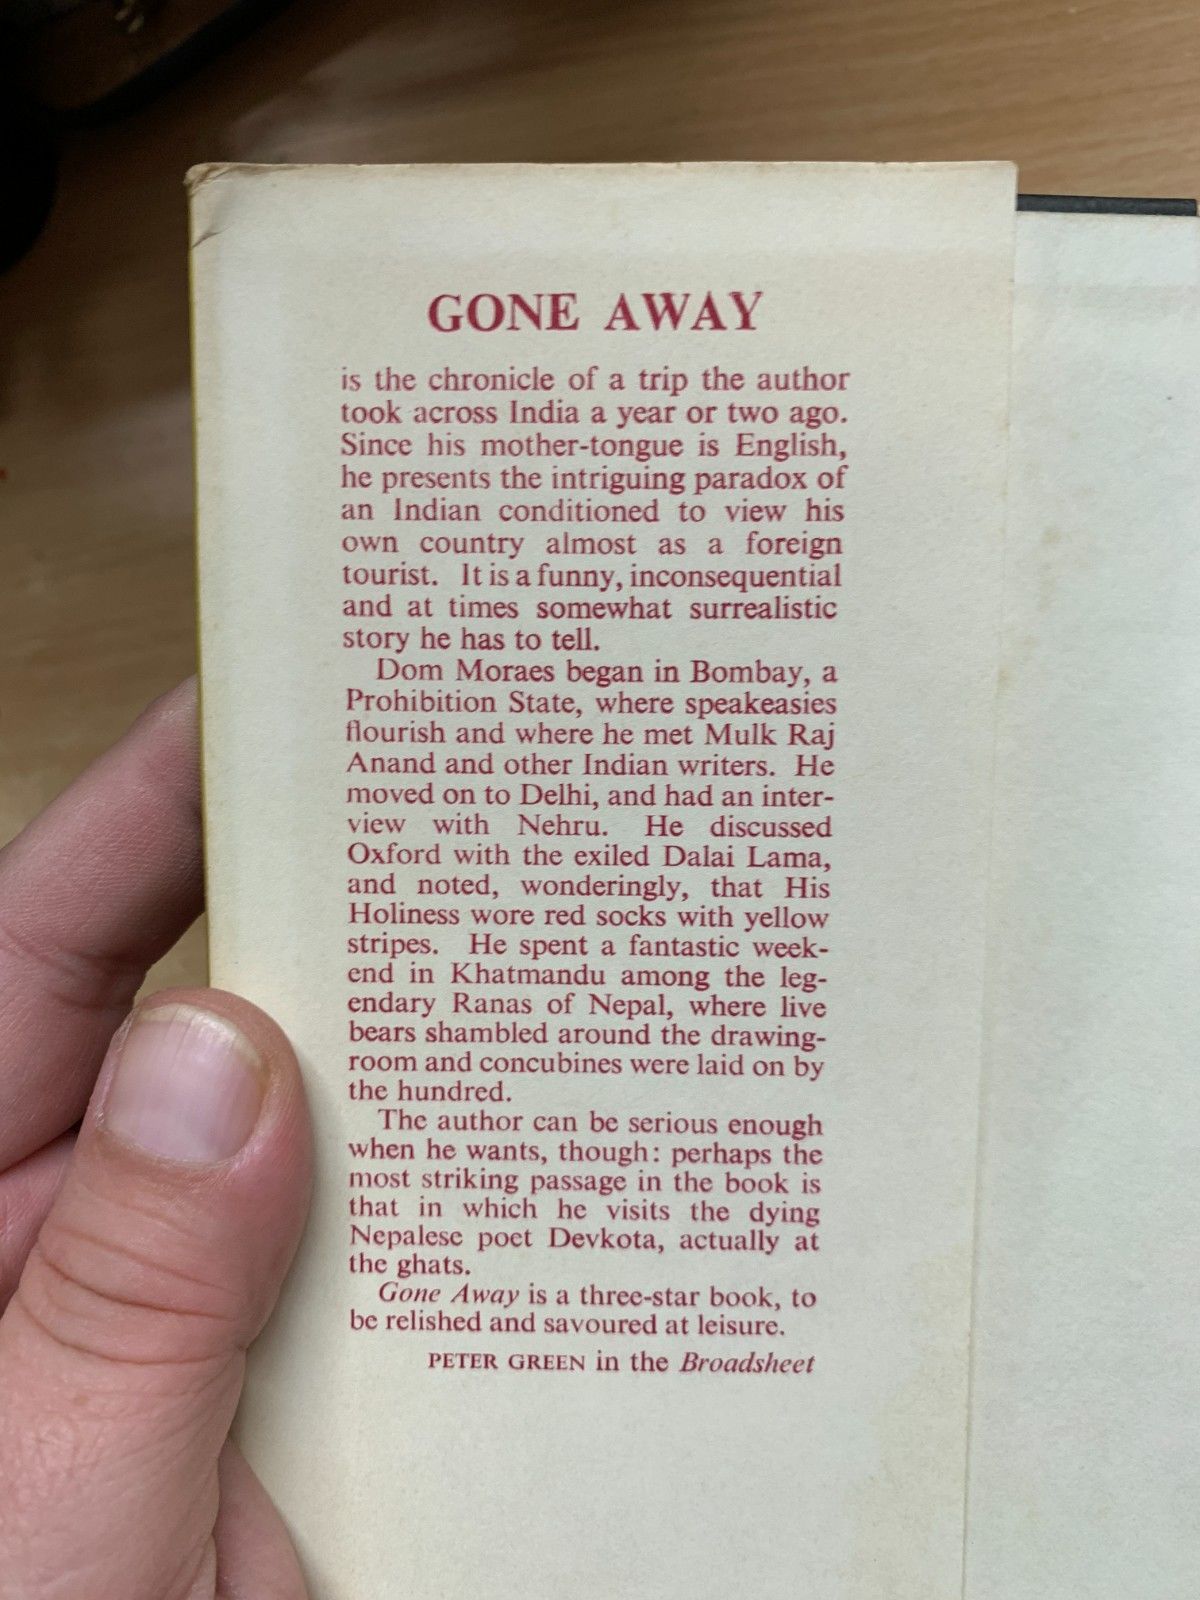 GONE AWAY
is the chronicle of a trip the author
took across India a year or two ago.
Since his mother-tongue is English,
he presents the intriguing paradox of
an Indian conditioned to view his
own country almost as a foreign
tourist. It is a funny, inconsequential
and at times somewhat surrealistic
story he has to tell.
Dom Moraes began in Bombay, a
Prohibition State, where speakeasies
flourish and where he met Mulk Raj
Anand and other Indian writers. He
moved on to Delhi, and had an inter-
view with Nehru. He discussed
Oxford with the exiled Dalai Lama,
and noted, wonderingly, that His
Holiness wore red socks with yellow
stripes. He spent a fantastic week-
end in Khatmandu among the leg-
endary Ranas of Nepal, where live
bears shambled around the drawing-
room and concubines were laid on by
the hundred.
The author can be serious enough
when he wants, though: perhaps the
most striking passage in the book is
that in which he visits the dying
Nepalese poet Devkota, actually at
the ghats.
Gone Away is a three-star book, to
be relished and savoured at leisure.
PETER GREEN in the Broadsheet